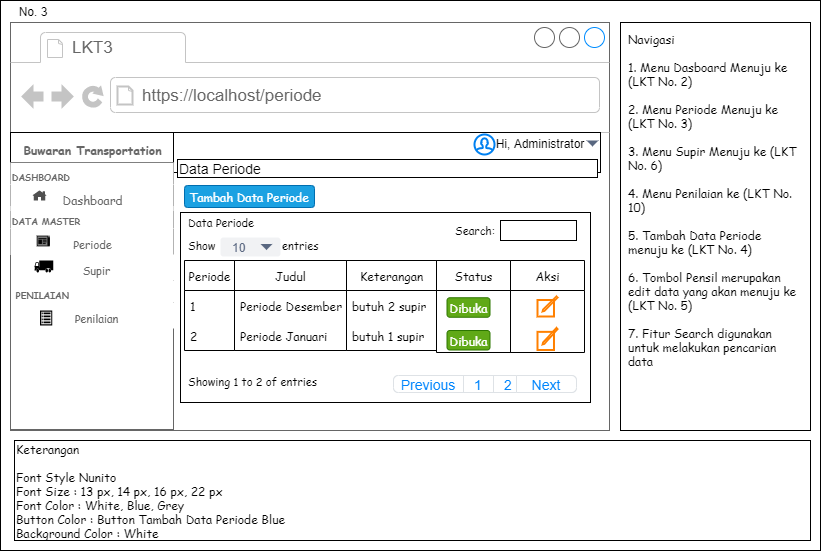 No. 3
LKT3
https://localhost/periode
Buwaran Transportation
Hi, Administrator
DASHBOARD
Dashboard
DATA MASTER
Periode
Supir
PENILAIAN
Penilaian
Data Periode
Tambah Data Periode
Data Periode
Search:
Show 10 entries
Periode Judul Keterangan Status Aksi
1 Periode Desember butuh 2 supir Dibuka
2 Periode Januari butuh 1 supir Dibuka
Showing 1 to 2 of entries
Previous 1 2 Next
Navigasi
1. Menu Dasboard Menuju ke
(LKT No. 2)
2. Menu Periode Menuju ke
(LKT No. 3)
3. Menu Supir Menuju ke (LKT
No. 6)
4. Menu Penilaian ke (LKT No.
10)
5. Tambah Data Periode
menuju ke (LKT No. 4)
6. Tombol Pensil merupakan
edit data yang akan menuju ke
(LKT No. 5)
7. Fitur Search digunakan
untuk melakukan pencarian
data
Keterangan
Font Style Nunito
Font Size : 13 px, 14 px, 16 px, 22 px
Font Color : White, Blue, Grey
Button Color : Button Tambah Data Periode Blue
Background Color : White